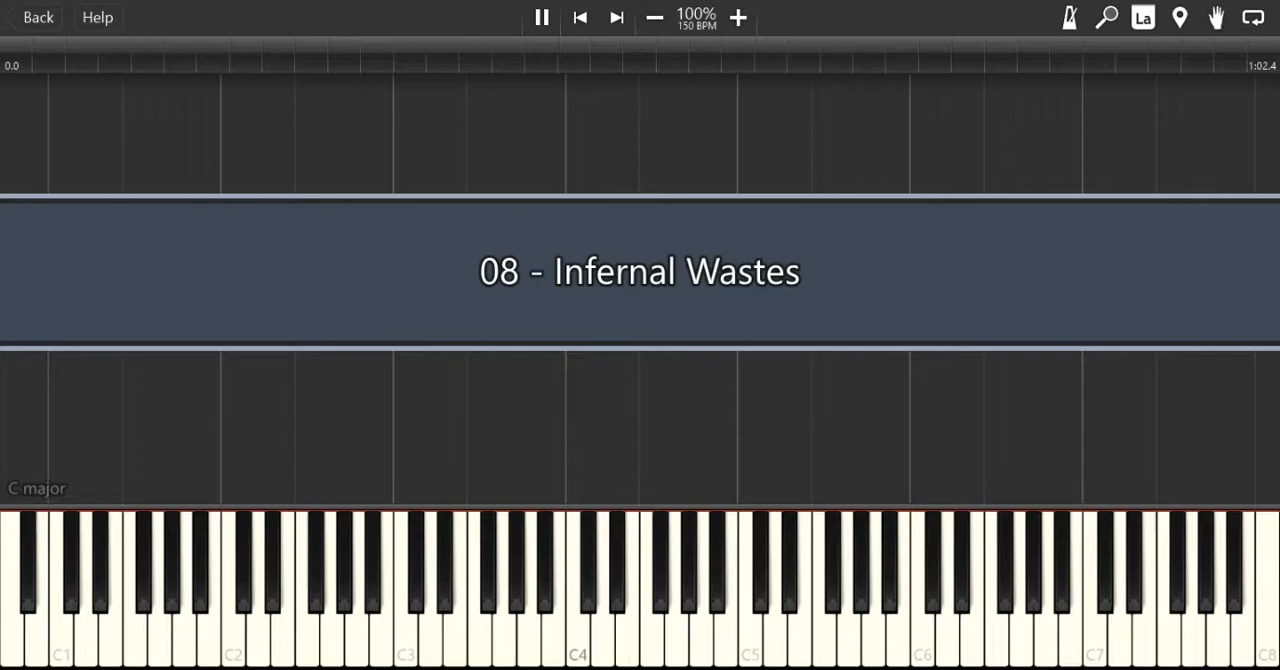 Back Help 100% La
150 BPM
0.0 1:02.4
08 - Infernal Wastes
C major
C1 C2 C3 C4 C5 C6 C7 C8